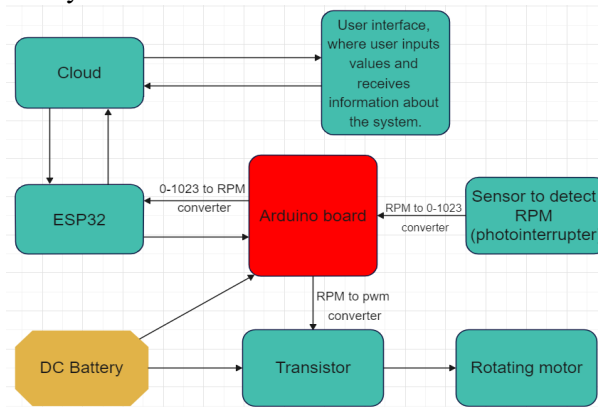 User interface,
where user inputs
values and
receives
information about
the system.
Cloud
0-1023 to RPM
converter
ESP32
Arduino board
RPM to 0-1023
converter
Sensor to detect
RPM
(photointerrupter
RPM to pwm
converter
DC Battery
Transistor
Rotating motor